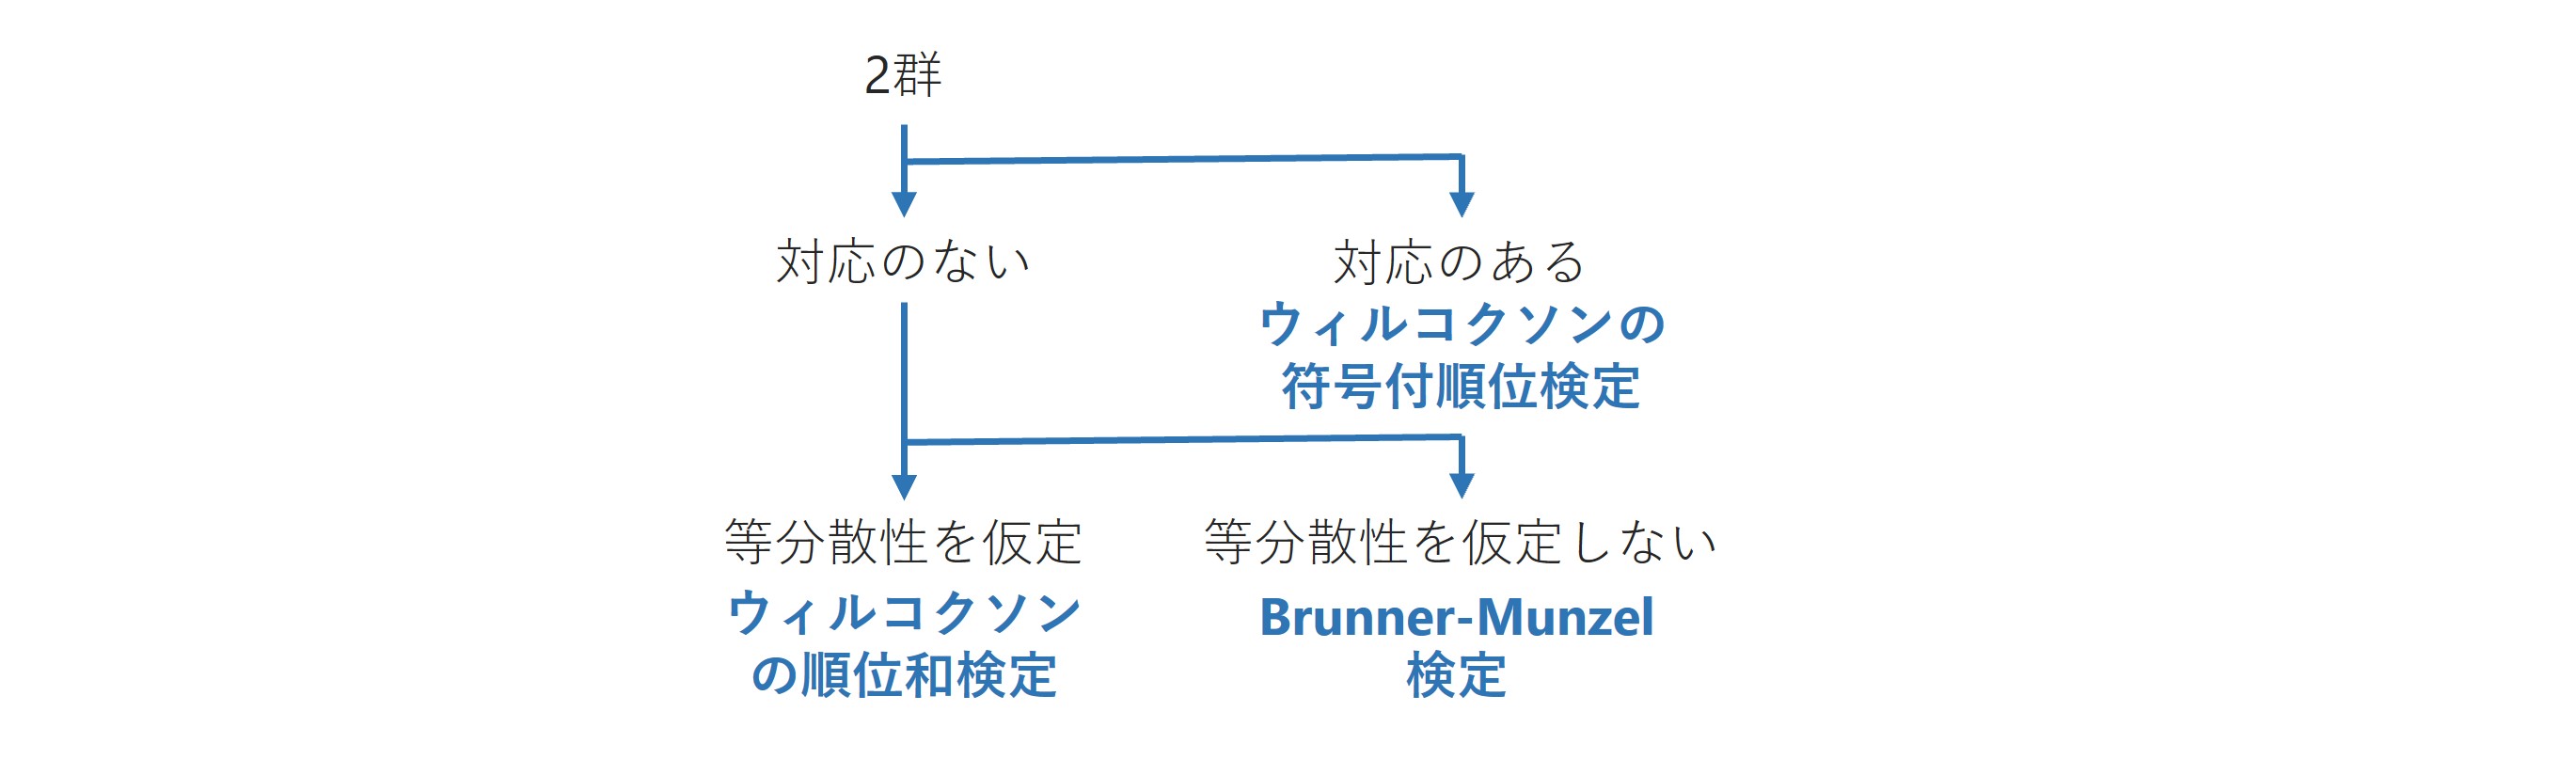 2群
対応のない
対応のある
ウィルコクソンの
符号付順位検定
等分散性を仮定
ウィルコクソン
の順位和検定
等分散性を仮定しない
Brunner-Munzel
検定